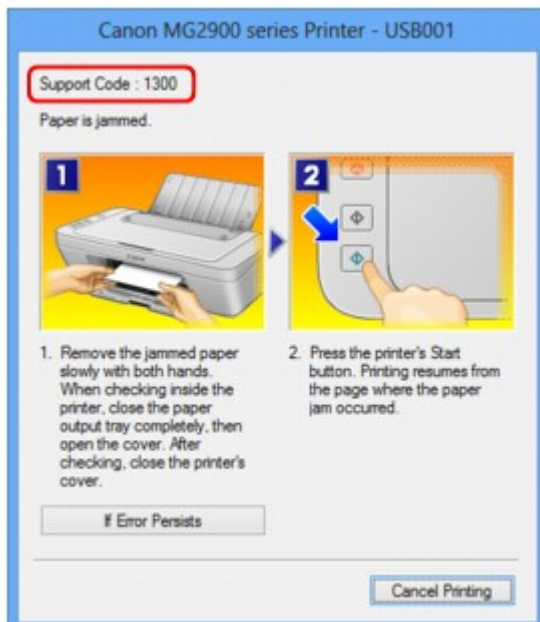 Canon MG2900 series Printer - USB001
Support Code : 1300
Paper is jammed.
1
2
1. Remove the jammed paper
slowly with both hands.
When checking inside the
printer, close the paper
output tray completely, then
open the cover. After
checking, close the printer's
cover.
2. Press the printer's Start
button. Printing resumes from
the page where the paper
jam occurred.
If Error Persists
Cancel Printing